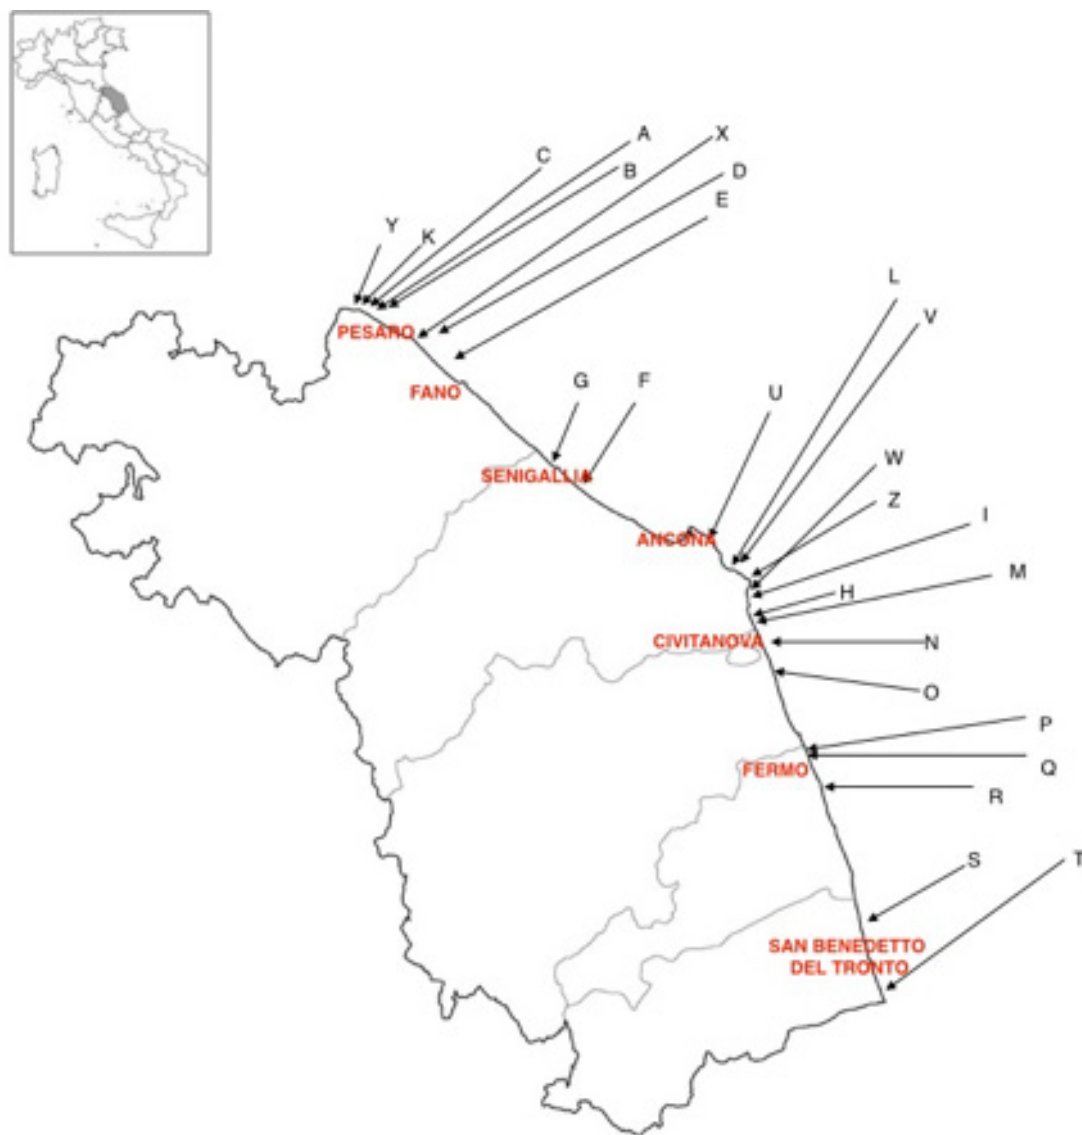 A
X
C
B
D
E
Y
K
L
V
PESARO
G
F
U
FANO
W
SENIGALLIA
Z
I
ANCONA
M
H
CIVITANOVA
N
O
P
Q
FERMO
R
S
T
SAN BENEDETTO
DEL TRONTO